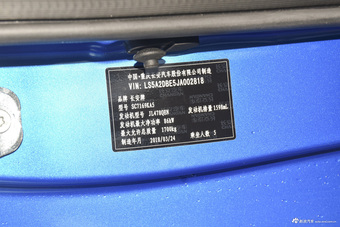 中国·重庆长安汽车股份有限公司制造
VIN: LS5A2DBE5JA002818
品牌 长安牌
型号 SC7169CA5
发动机型号 JL478QEN 发动机排量 1598mL
发动机最大净功率 86kW
最大允许总质量 1700kg
制造年月 2018/03/24 乘坐人数 5